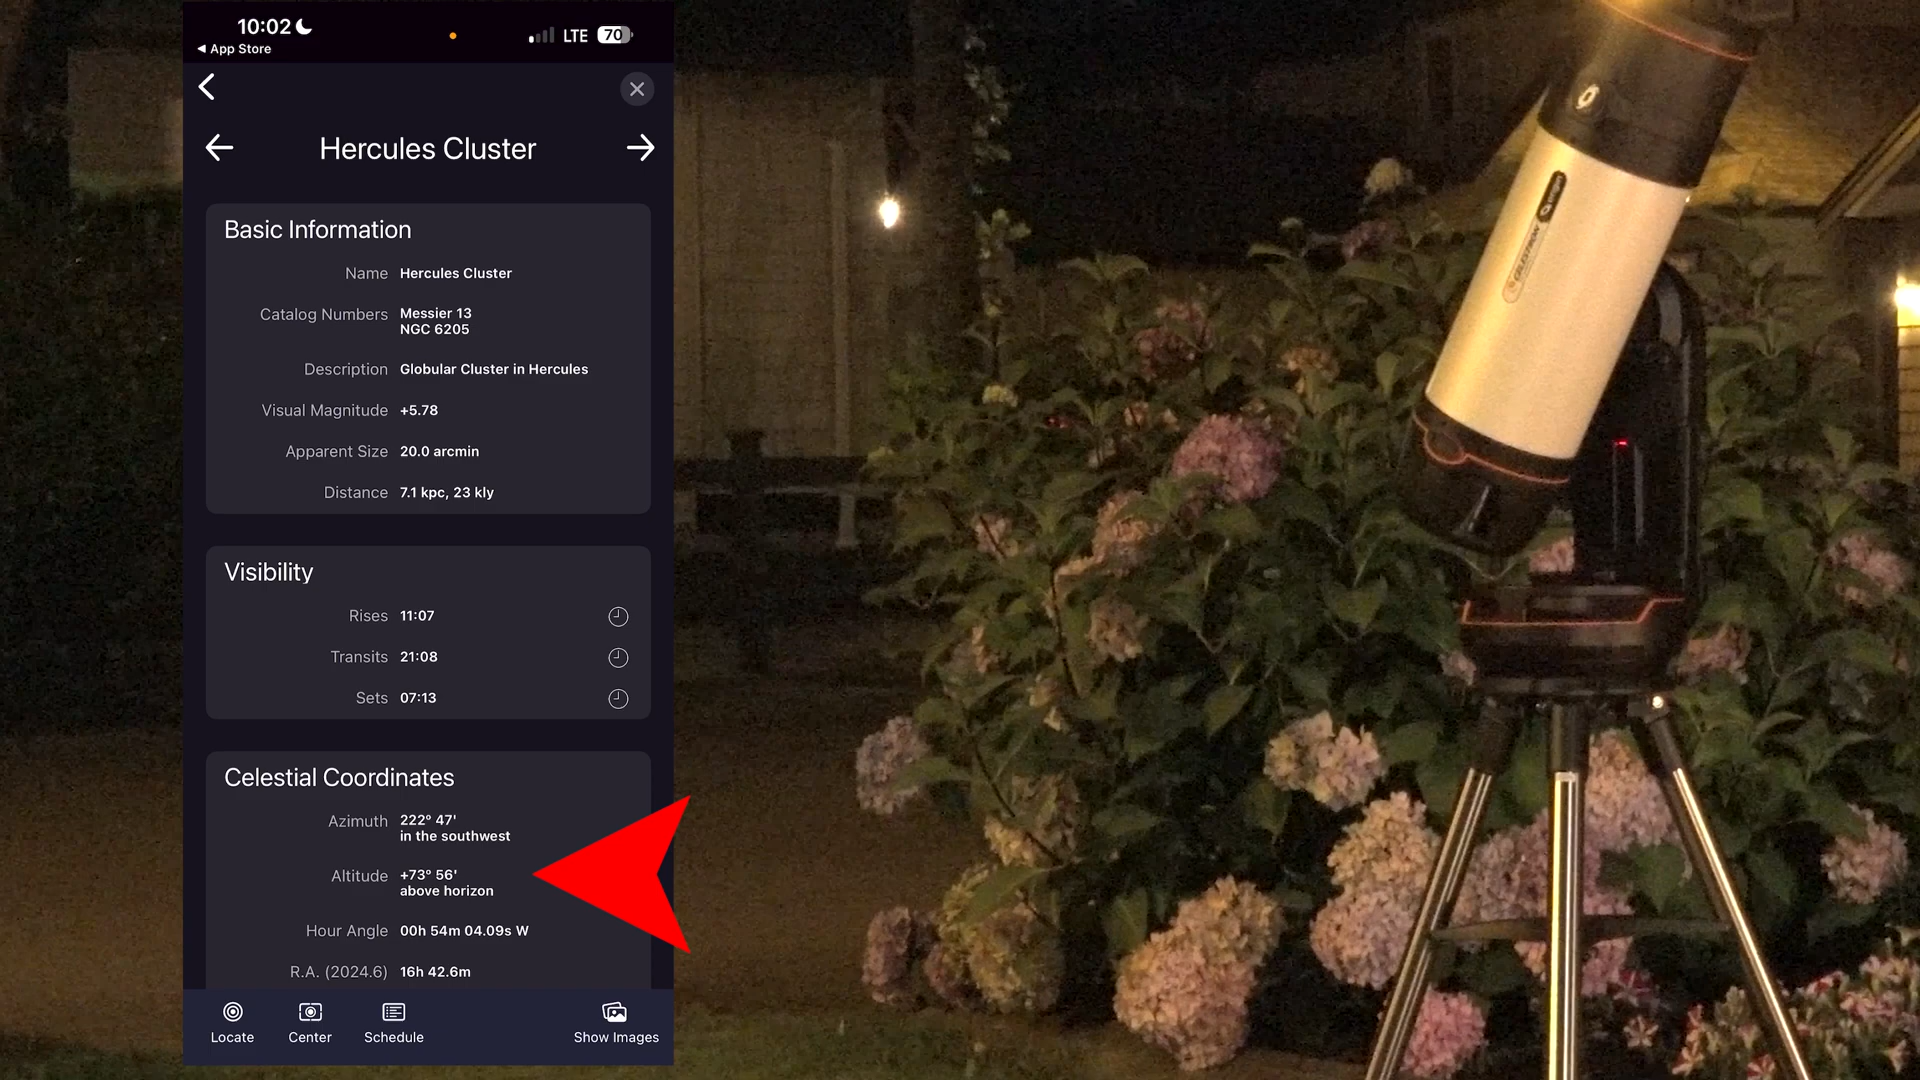 10:02
LTE
70
App Store
Hercules Cluster
Basic Information
Name Hercules Cluster
Catalog Numbers Messier 13
NGC 6205
Description Globular Cluster in Hercules
Visual Magnitude +5.78
Apparent Size 20.0 arcmin
Distance 7.1 kpc, 23 kly
Visibility
Rises 11:07
Transits 21:08
Sets 07:13
Celestial Coordinates
Azimuth 222° 47'
in the southwest
Altitude +73° 56'
above horizon
Hour Angle 00h 54m 04.09s W
R.A. (2024.6) 16h 42.6m
Locate
Center
Schedule
Show Images
CELESTRON
Origin